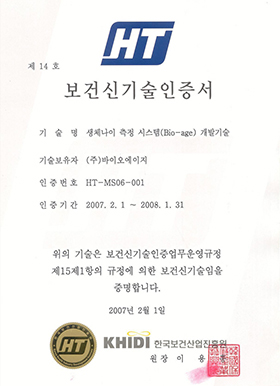 HT
제 14 호
보건신기술인증서
기 술 명 생체나이 측정 시스템(Bio-age) 개발기술
기술보유자 (주)바이오에이지
인증번호 HT-MS06-001
인증기간 2007. 2. 1 ~ 2008. 1. 31
위의 기술은 보건신기술인증업무운영규정
제15제1항의 규정에 의한 보건신기술임을
증명합니다.
2007년 2월 1일
HT
KHIDI 한국보건산업진흥원
원장 이 용